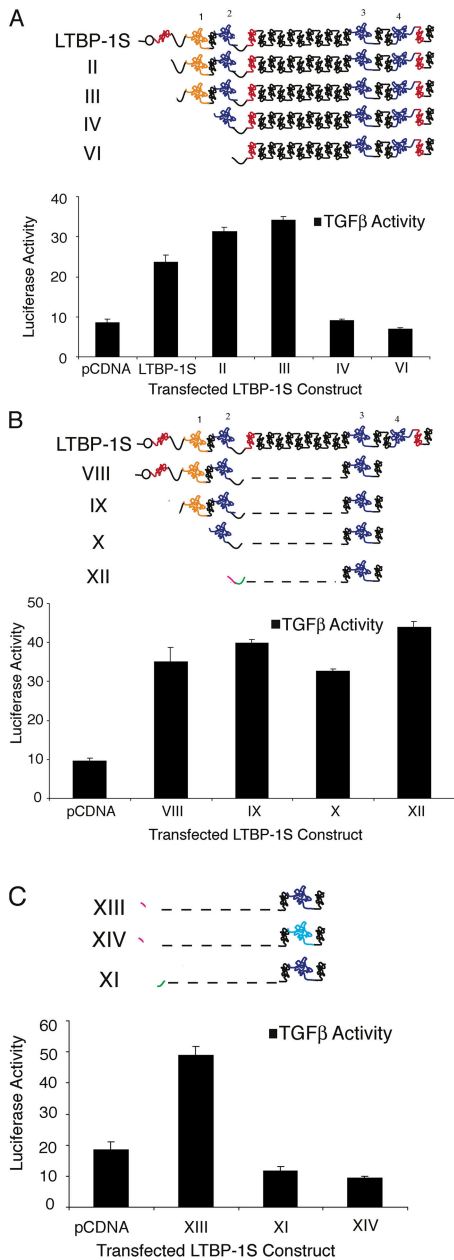 A
1 2 3 4
LTBP-1S
II
III
IV
VI
40
30
20
10
0
Luciferase Activity
TGFβ Activity
pCDNA LTBP-1S II III IV VI
Transfected LTBP-1S Construct
B
1 2 3 4
LTBP-1S
VIII
IX
X
XII
50
40
30
20
10
0
Luciferase Activity
TGFβ Activity
pCDNA VIII IX X XII
Transfected LTBP-1S Construct
C
XIII
XIV
XI
60
50
40
30
20
10
0
Luciferase Activity
TGFβ Activity
pCDNA XIII XI XIV
Transfected LTBP-1S Construct